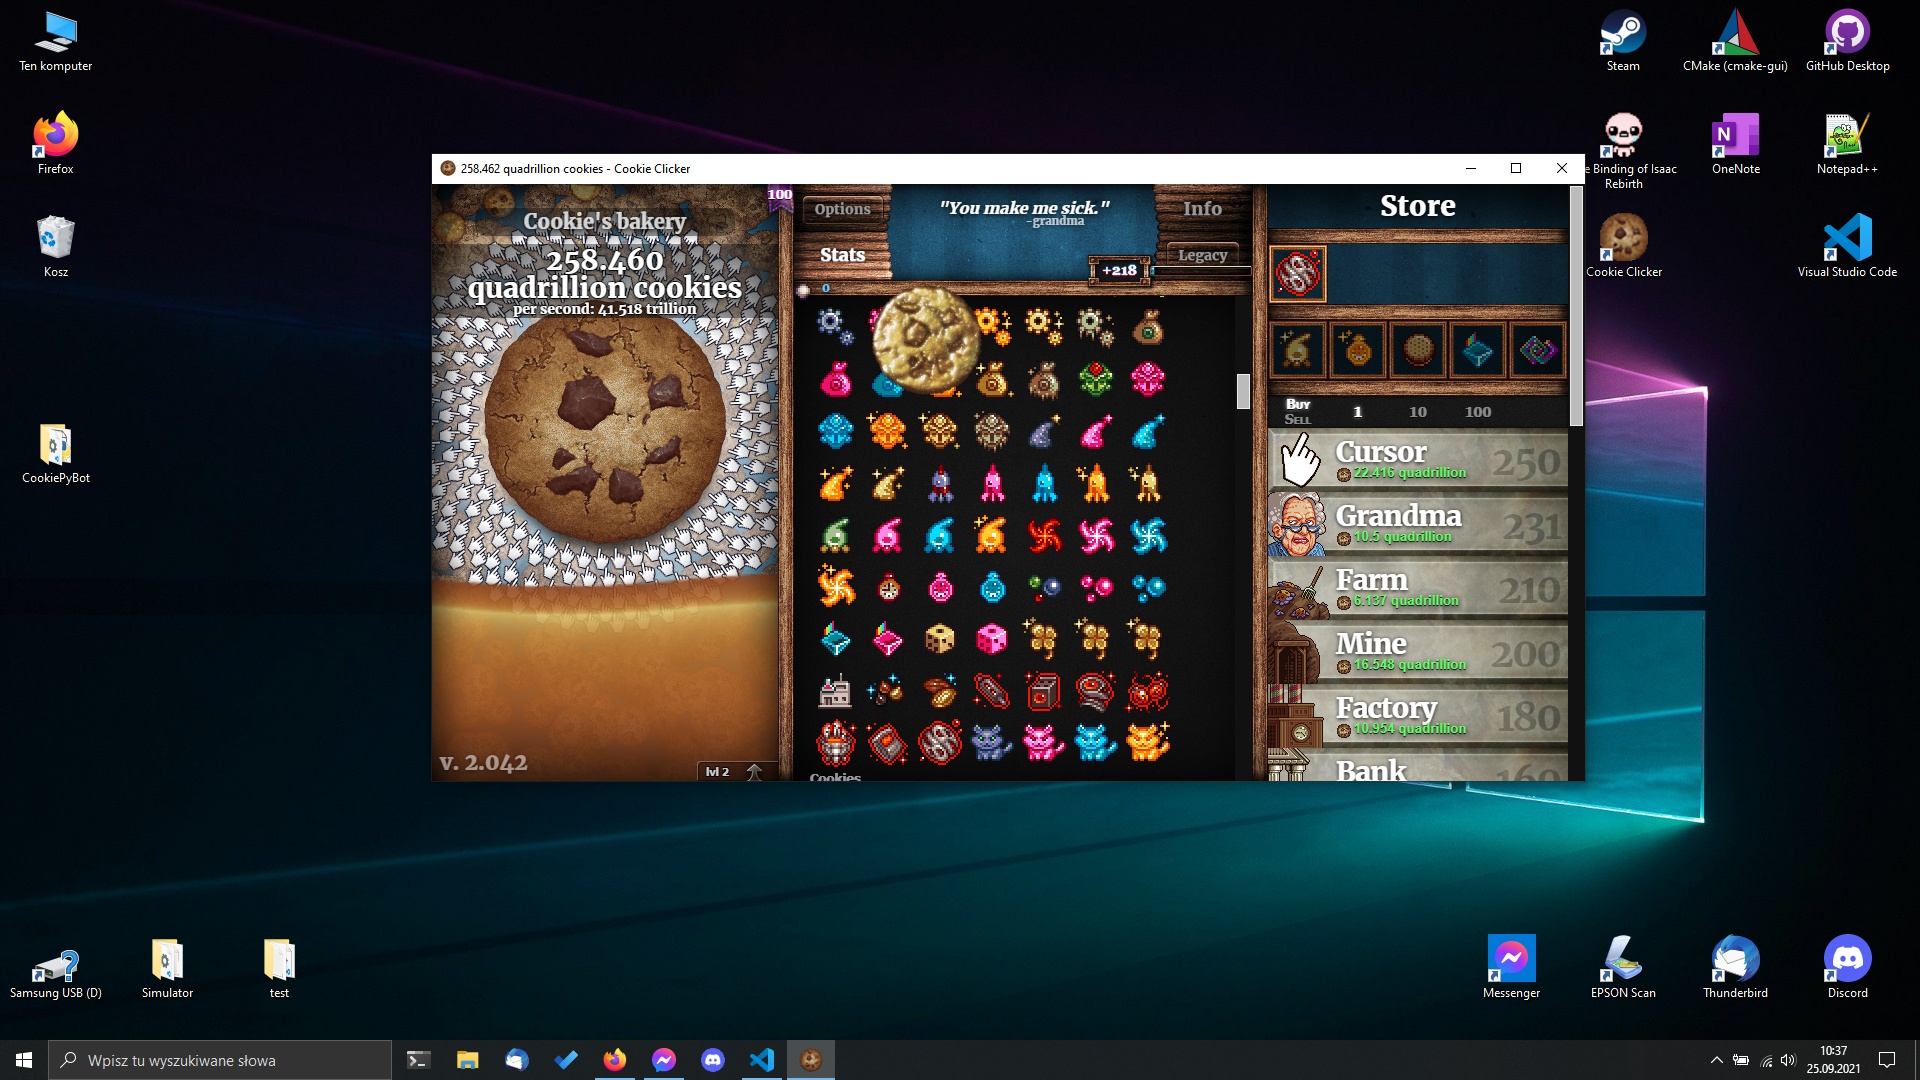 Ten komputer
Firefox
Kosz
CookiePyBot
Samsung USB (D)
Simulator
test
Steam
CMake (cmake-gui)
GitHub Desktop
e Binding of Isaac
Rebirth
OneNote
Notepad++
Cookie Clicker
Visual Studio Code
Messenger
EPSON Scan
Thunderbird
Discord
258.462 quadrillion cookies - Cookie Clicker
100
Cookie's bakery
258.460
quadrillion cookies
per second: 41.518 trillion
v. 2.042
lvl 2
Options
Stats
"You make me sick."
-grandma
Info
Legacy
+218
0
Cookies
Store
Buy
Sell
1
10
100
Cursor
22.416 quadrillion
250
Grandma
10.5 quadrillion
231
Farm
6.137 quadrillion
210
Mine
16.548 quadrillion
200
Factory
10.954 quadrillion
180
Bank
160
Wpisz tu wyszukiwane słowa
10:37
25.09.2021